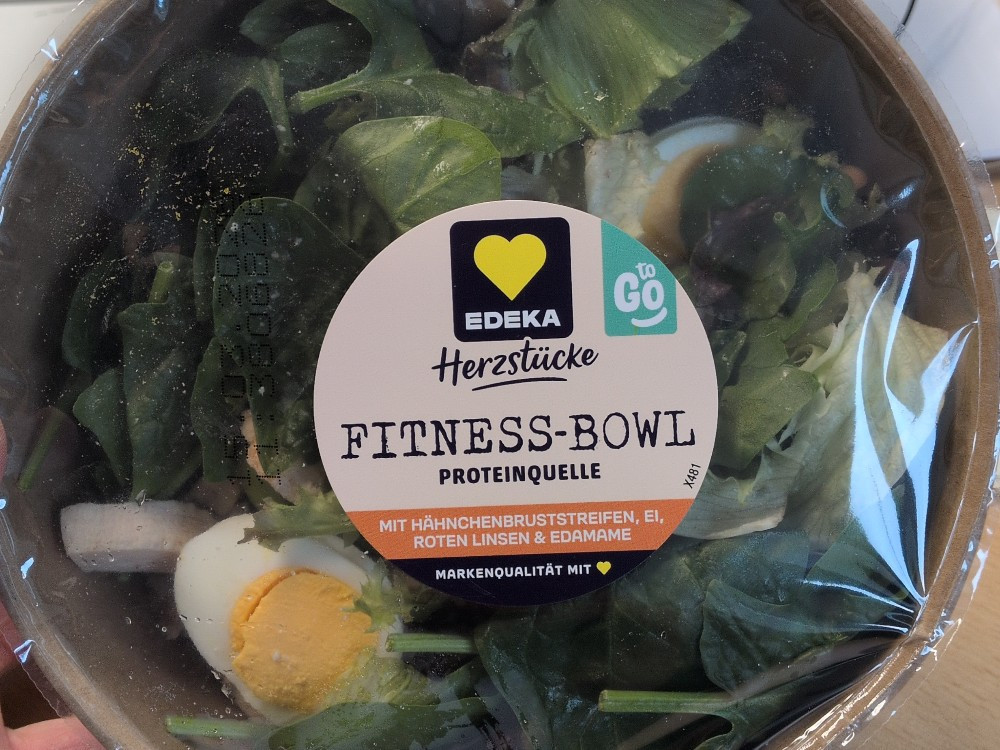 EDEKA
to
GO
Herzstücke
FITNESS-BOWL
PROTEINQUELLE
X481
MIT HÄHNCHENBRUSTSTREIFEN, EI,
ROTEN LINSEN & EDAMAME
MARKENQUALITÄT MIT